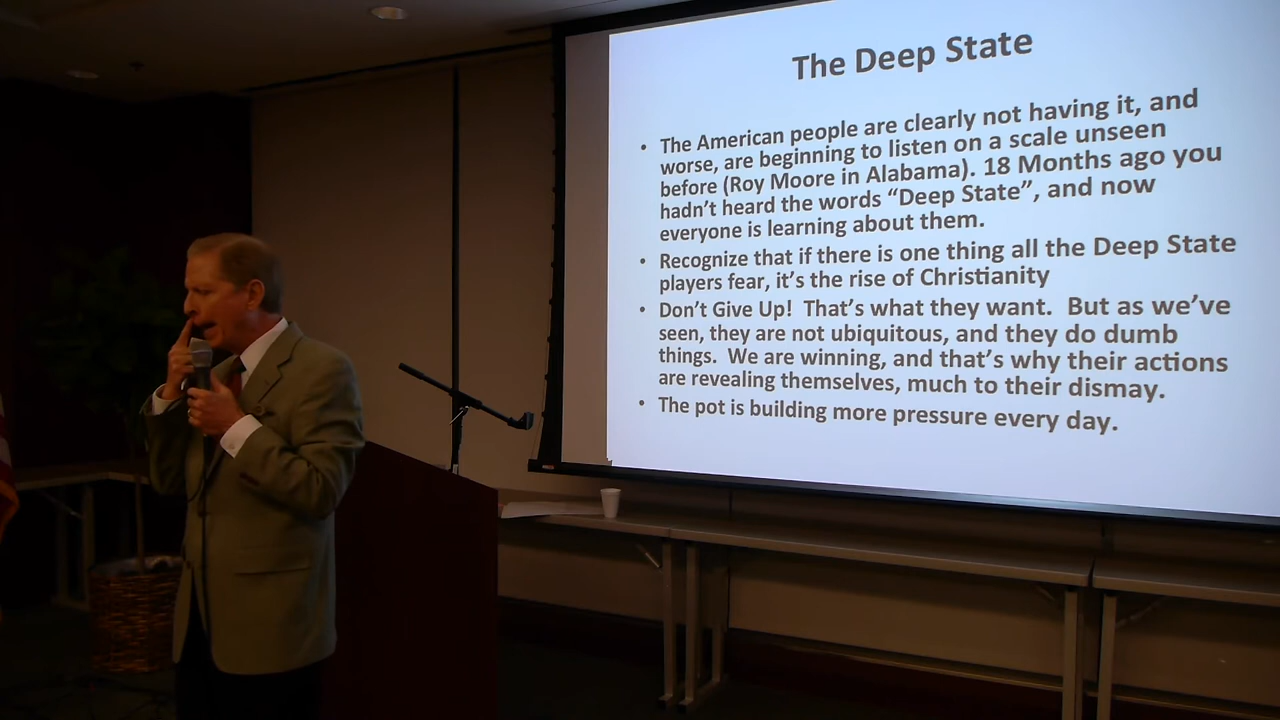 The Deep State
• The American people are clearly not having it, and
worse, are beginning to listen on a scale unseen
before (Roy Moore in Alabama). 18 Months ago you
hadn't heard the words “Deep State”, and now
everyone is learning about them.
• Recognize that if there is one thing all the Deep State
players fear, it's the rise of Christianity
• Don't Give Up!  That's what they want.  But as we've
seen, they are not ubiquitous, and they do dumb
things.  We are winning, and that's why their actions
are revealing themselves, much to their dismay.
• The pot is building more pressure every day.